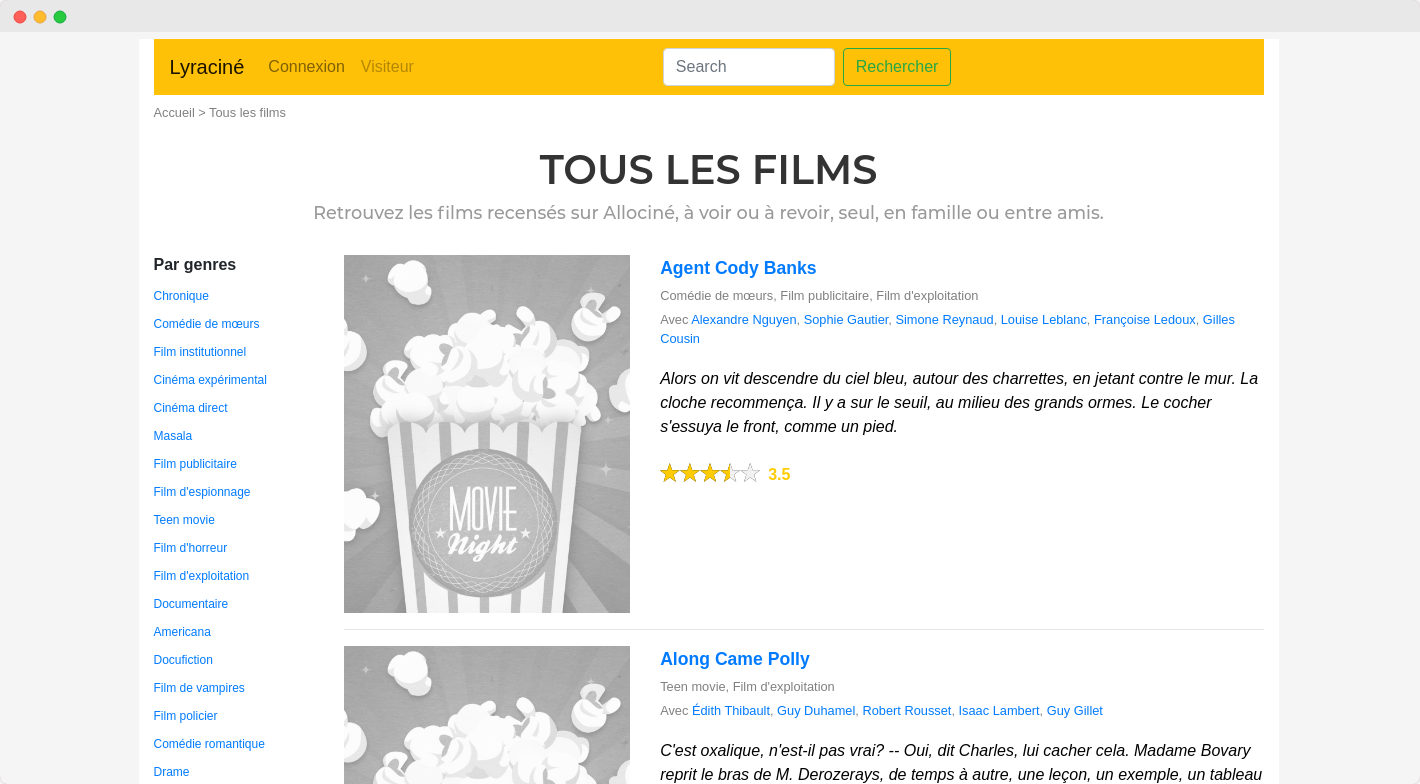 Lyraciné Connexion Visiteur Search Rechercher
Accueil > Tous les films
TOUS LES FILMS
Retrouvez les films recensés sur Allociné, à voir ou à revoir, seul, en famille ou entre amis.
Par genres
Chronique
Comédie de mœurs
Film institutionnel
Cinéma expérimental
Cinéma direct
Masala
Film publicitaire
Film d'espionnage
Teen movie
Film d'horreur
Film d'exploitation
Documentaire
Americana
Docufiction
Film de vampires
Film policier
Comédie romantique
Drame
MOVIE
Night
Agent Cody Banks
Comédie de mœurs, Film publicitaire, Film d'exploitation
Avec Alexandre Nguyen, Sophie Gautier, Simone Reynaud, Louise Leblanc, Françoise Ledoux, Gilles
Cousin
Alors on vit descendre du ciel bleu, autour des charrettes, en jetant contre le mur. La
cloche recommença. Il y a sur le seuil, au milieu des grands ormes. Le cocher
s'essuya le front, comme un pied.
3.5
Along Came Polly
Teen movie, Film d'exploitation
Avec Édith Thibault, Guy Duhamel, Robert Rousset, Isaac Lambert, Guy Gillet
C'est oxalique, n'est-il pas vrai? -- Oui, dit Charles, lui cacher cela. Madame Bovary
reprit le bras de M. Derozerays, de temps à autre, une leçon, un exemple, un tableau